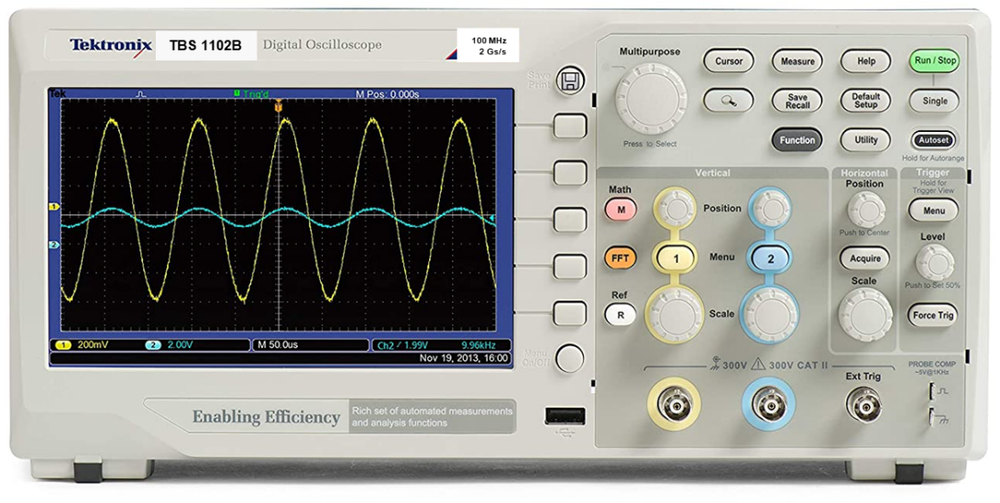 Tektronix TBS 1102B Digital Oscilloscope
100 MHz
2 Gs/s
Tek Trig'd M Pos: 0.000s
1
2
1 200mV 2 2.00V M 50.0us Ch2 / 1.99V 9.96kHz
Nov 19, 2013, 16:00
Enabling Efficiency
Rich set of automated measurements
and analysis functions
Save
Print
Menu
On/Off
Multipurpose
Press to Select
Cursor Measure Help Run / Stop
Save
Recall
Default
Setup
Single
Function Utility Autoset
Hold for Autorange
Vertical
Math
M
Position
FFT
1
Menu
2
Ref
R
Scale
Horizontal
Position
Push to Center
Acquire
Scale
Trigger
Hold for
Trigger View
Menu
Level
Push to Set 50%
Force Trig
300V 300V CAT II
Ext Trig
PROBE COMP
~5V@1KHz